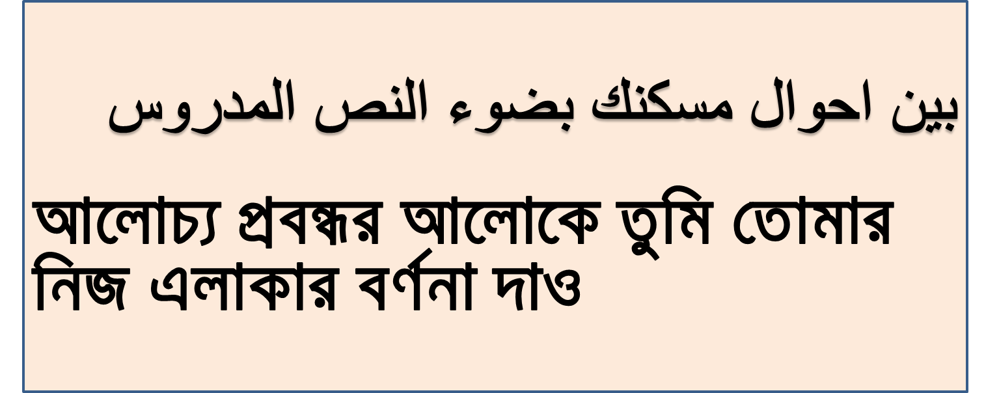 بين احوال مسكنك بضوء النص المدروس
আলোচ্য প্রবন্ধর আলোকে তুমি তোমার
নিজ এলাকার বর্ণনা দাও